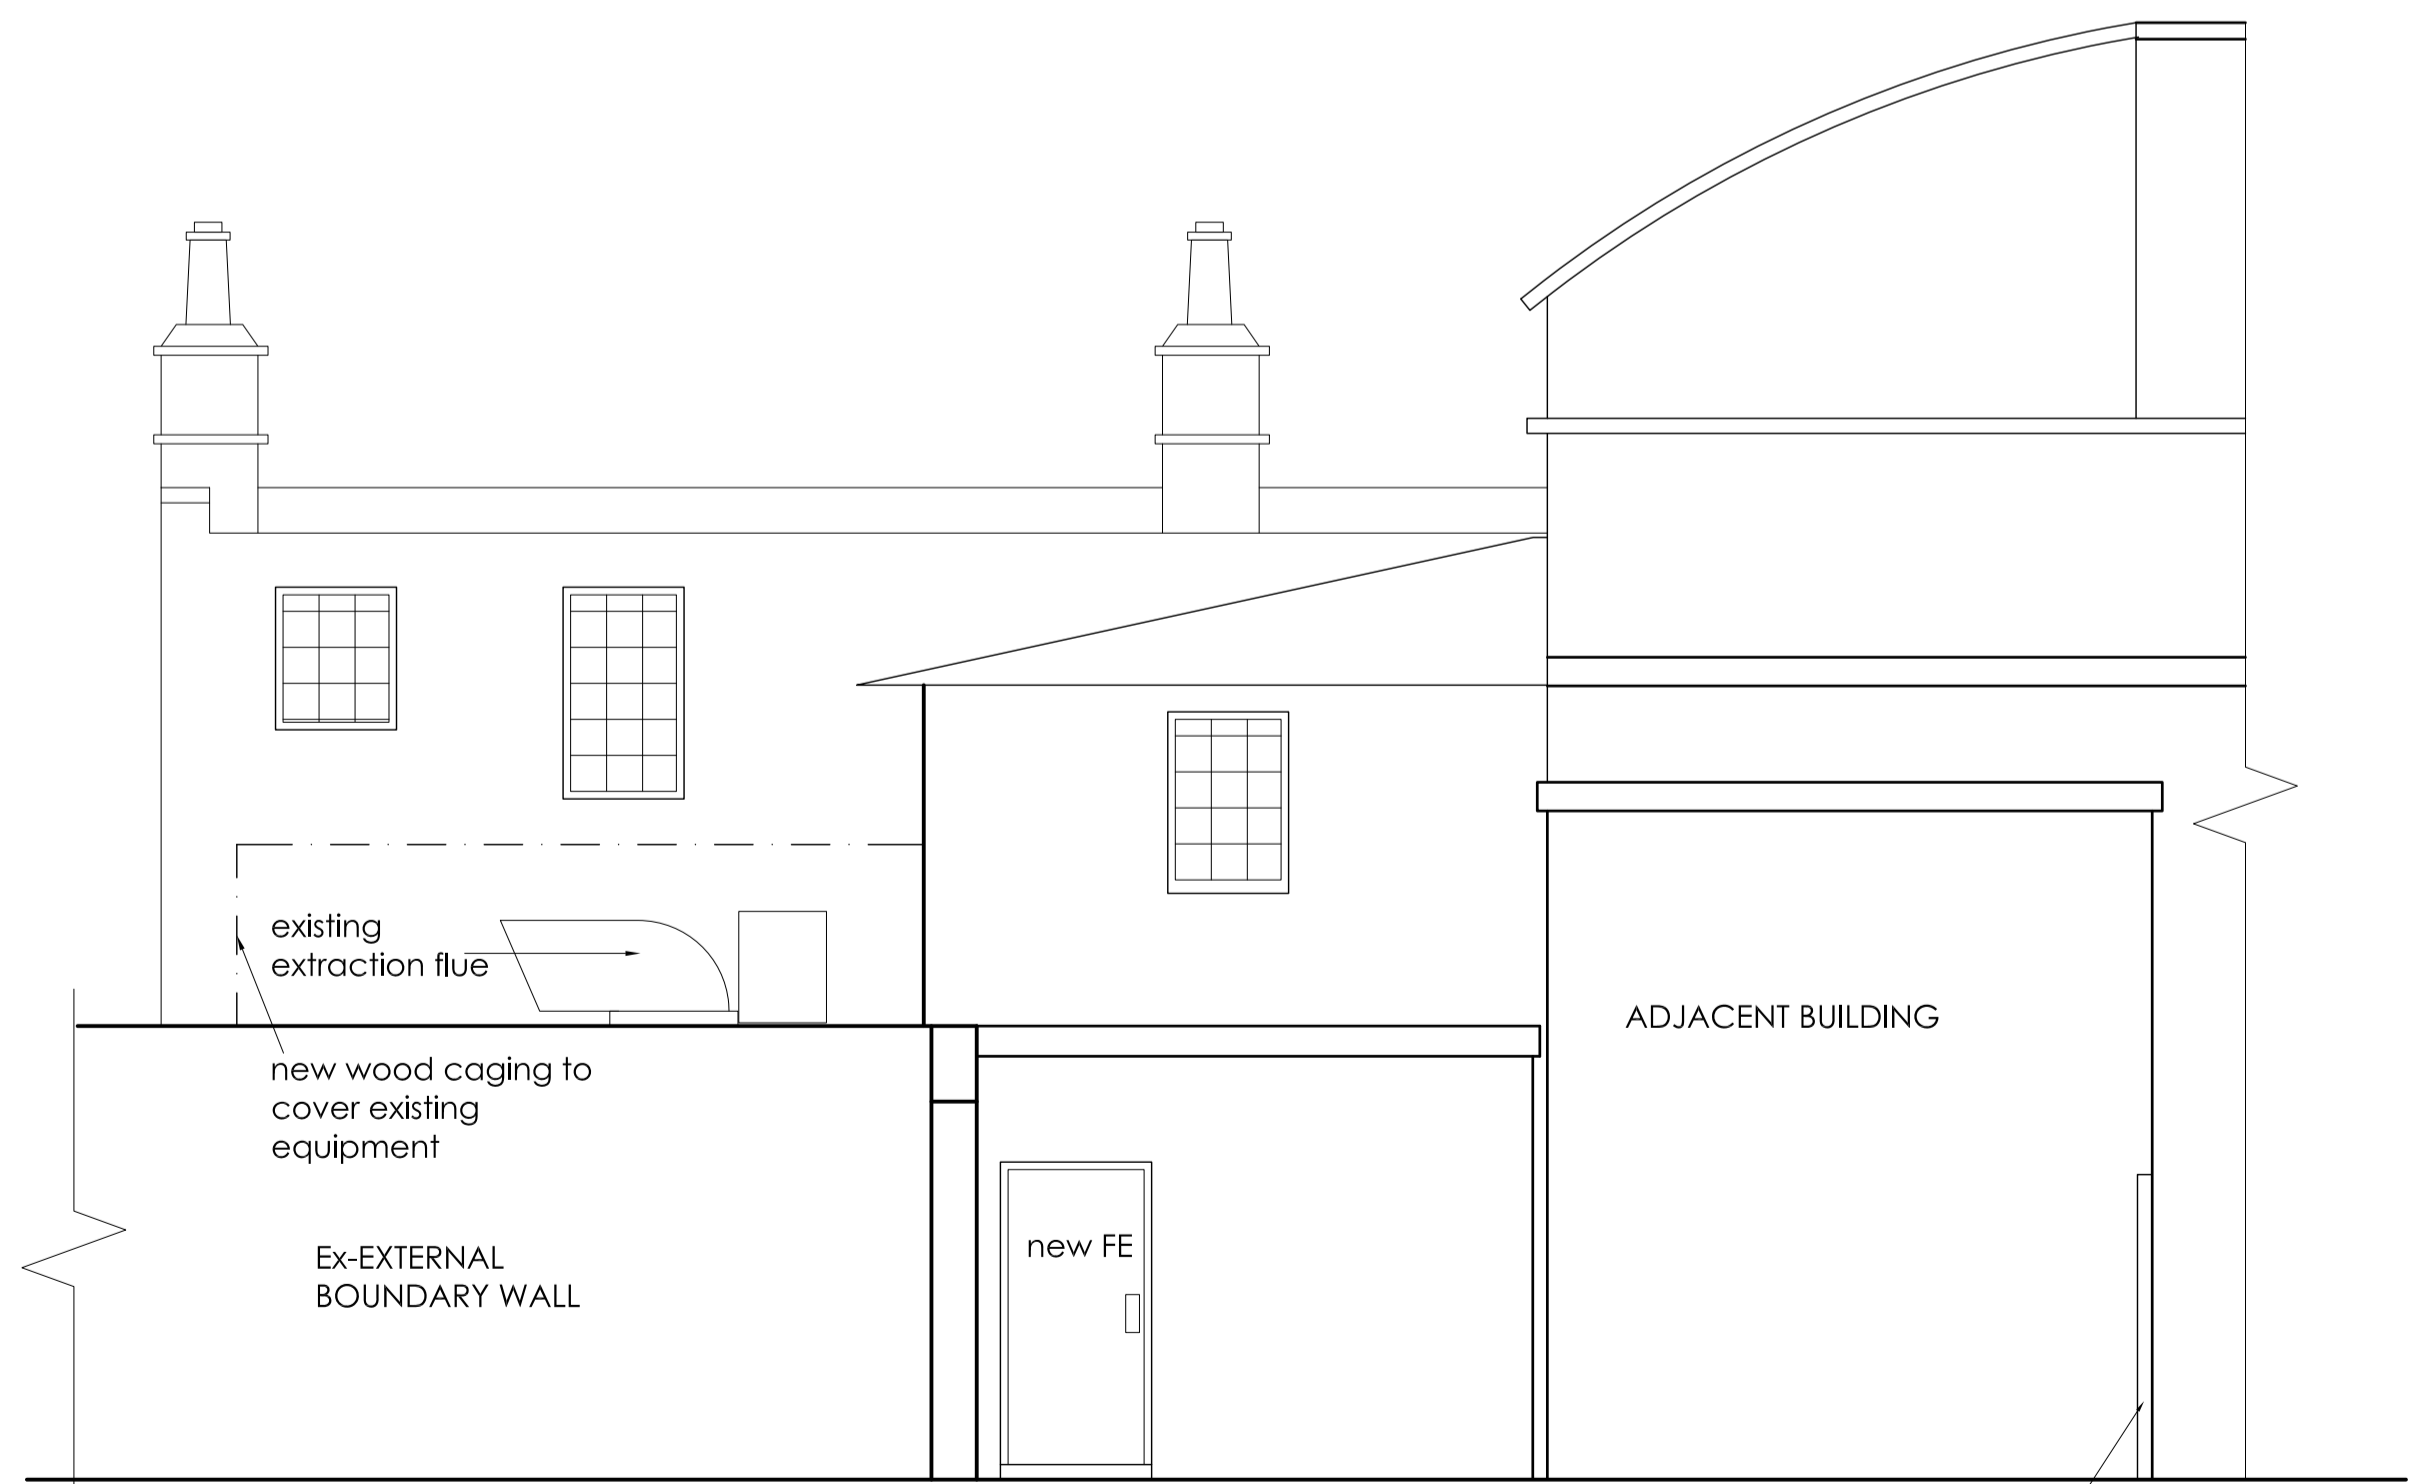 existing
extraction flue
new wood caging to
cover existing
equipment
Ex-EXTERNAL
BOUNDARY WALL
new FE
ADJACENT BUILDING